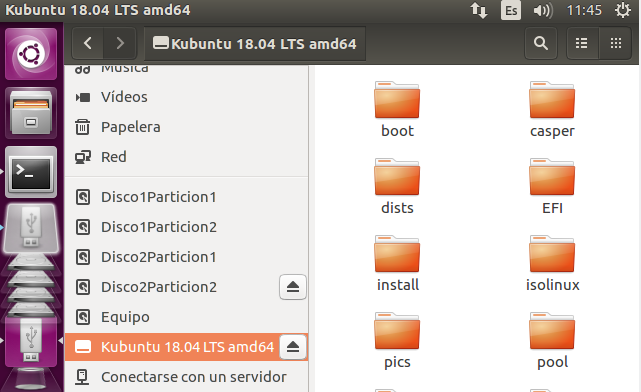 Kubuntu 18.04 LTS amd64
Es
11:45
Kubuntu 18.04 LTS amd64
Música
Vídeos
Papelera
Red
Disco1Particion1
Disco1Particion2
Disco2Particion1
Disco2Particion2
Equipo
Kubuntu 18.04 LTS amd64
Conectarse con un servidor
boot
casper
dists
EFI
install
isolinux
pics
pool